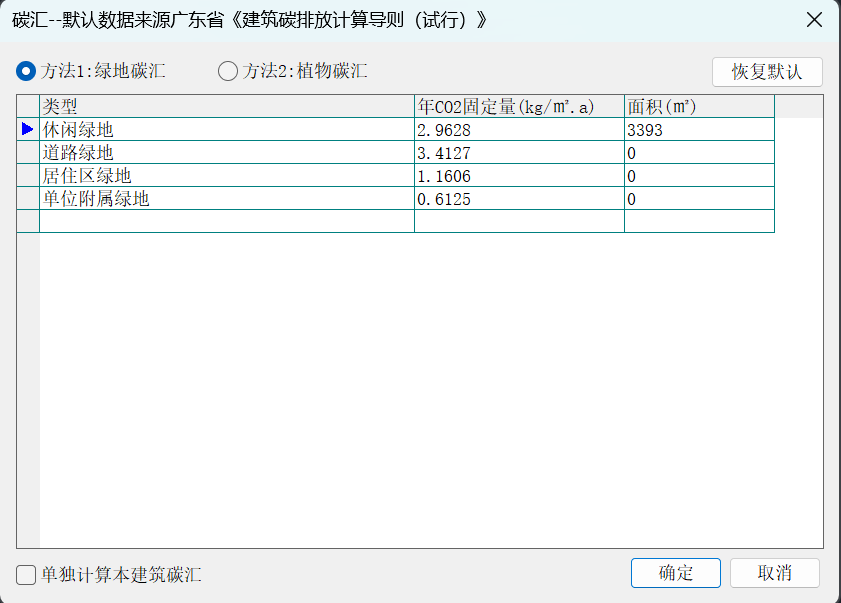 碳汇--默认数据来源广东省《建筑碳排放计算导则（试行）》
方法1:绿地碳汇 方法2:植物碳汇 恢复默认
类型 年CO2固定量(kg/㎡.a) 面积(㎡)
休闲绿地 2.9628 3393
道路绿地 3.4127 0
居住区绿地 1.1606 0
单位附属绿地 0.6125 0
单独计算本建筑碳汇 确定 取消